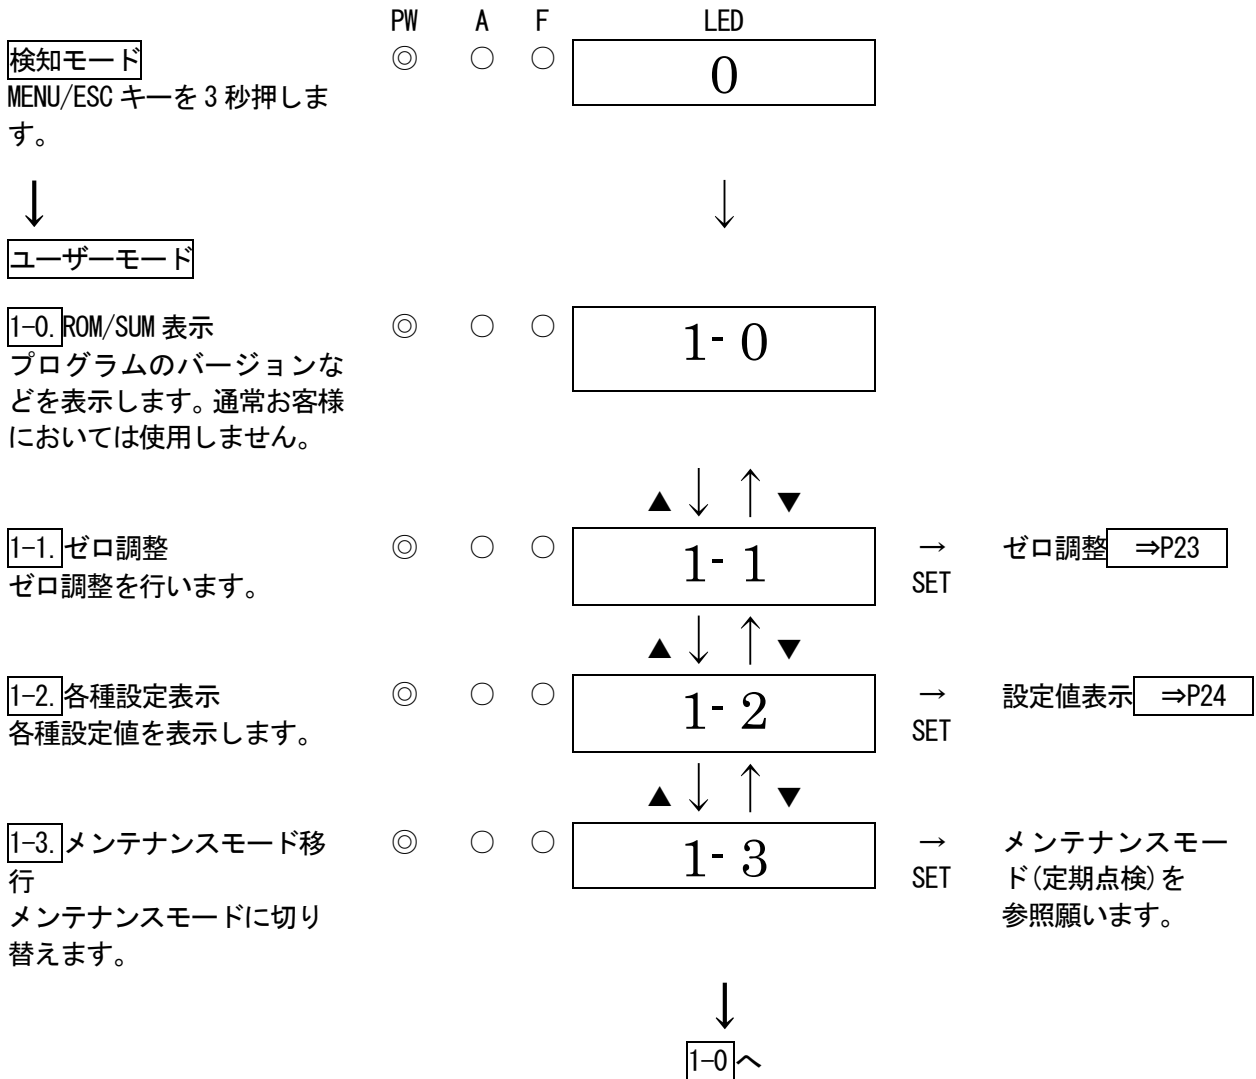 PW A F LED
検知モード ◎ ○ ○ 0
MENU/ESC キーを 3 秒押しま
す。
↓ ↓
ユーザーモード
1-0. ROM/SUM 表示 ◎ ○ ○ 1- 0
プログラムのバージョンな
どを表示します。通常お客様
においては使用しません。
▲ ↓ ↑ ▼
1-1. ゼロ調整 ◎ ○ ○ 1- 1 → ゼロ調整 ⇒P23
ゼロ調整を行います。 SET
▲ ↓ ↑ ▼
1-2. 各種設定表示 ◎ ○ ○ 1- 2 → 設定値表示 ⇒P24
各種設定値を表示します。 SET
▲ ↓ ↑ ▼
1-3. メンテナンスモード移 ◎ ○ ○ 1- 3 → メンテナンスモー
行 SET ド(定期点検)を
メンテナンスモードに切り 参照願います。
替えます。
↓
1-0 へ